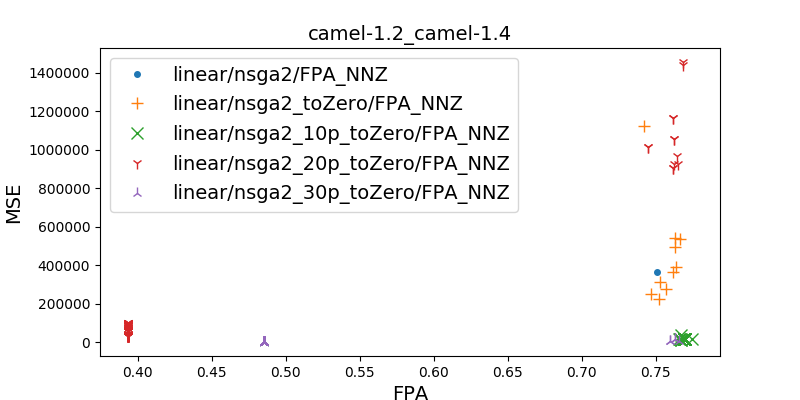 camel-1.2_camel-1.4
linear/nsga2/FPA_NNZ
linear/nsga2_toZero/FPA_NNZ
linear/nsga2_10p_toZero/FPA_NNZ
linear/nsga2_20p_toZero/FPA_NNZ
linear/nsga2_30p_toZero/FPA_NNZ
MSE
1400000
1200000
1000000
800000
600000
400000
200000
0
0.40 0.45 0.50 0.55 0.60 0.65 0.70 0.75
FPA